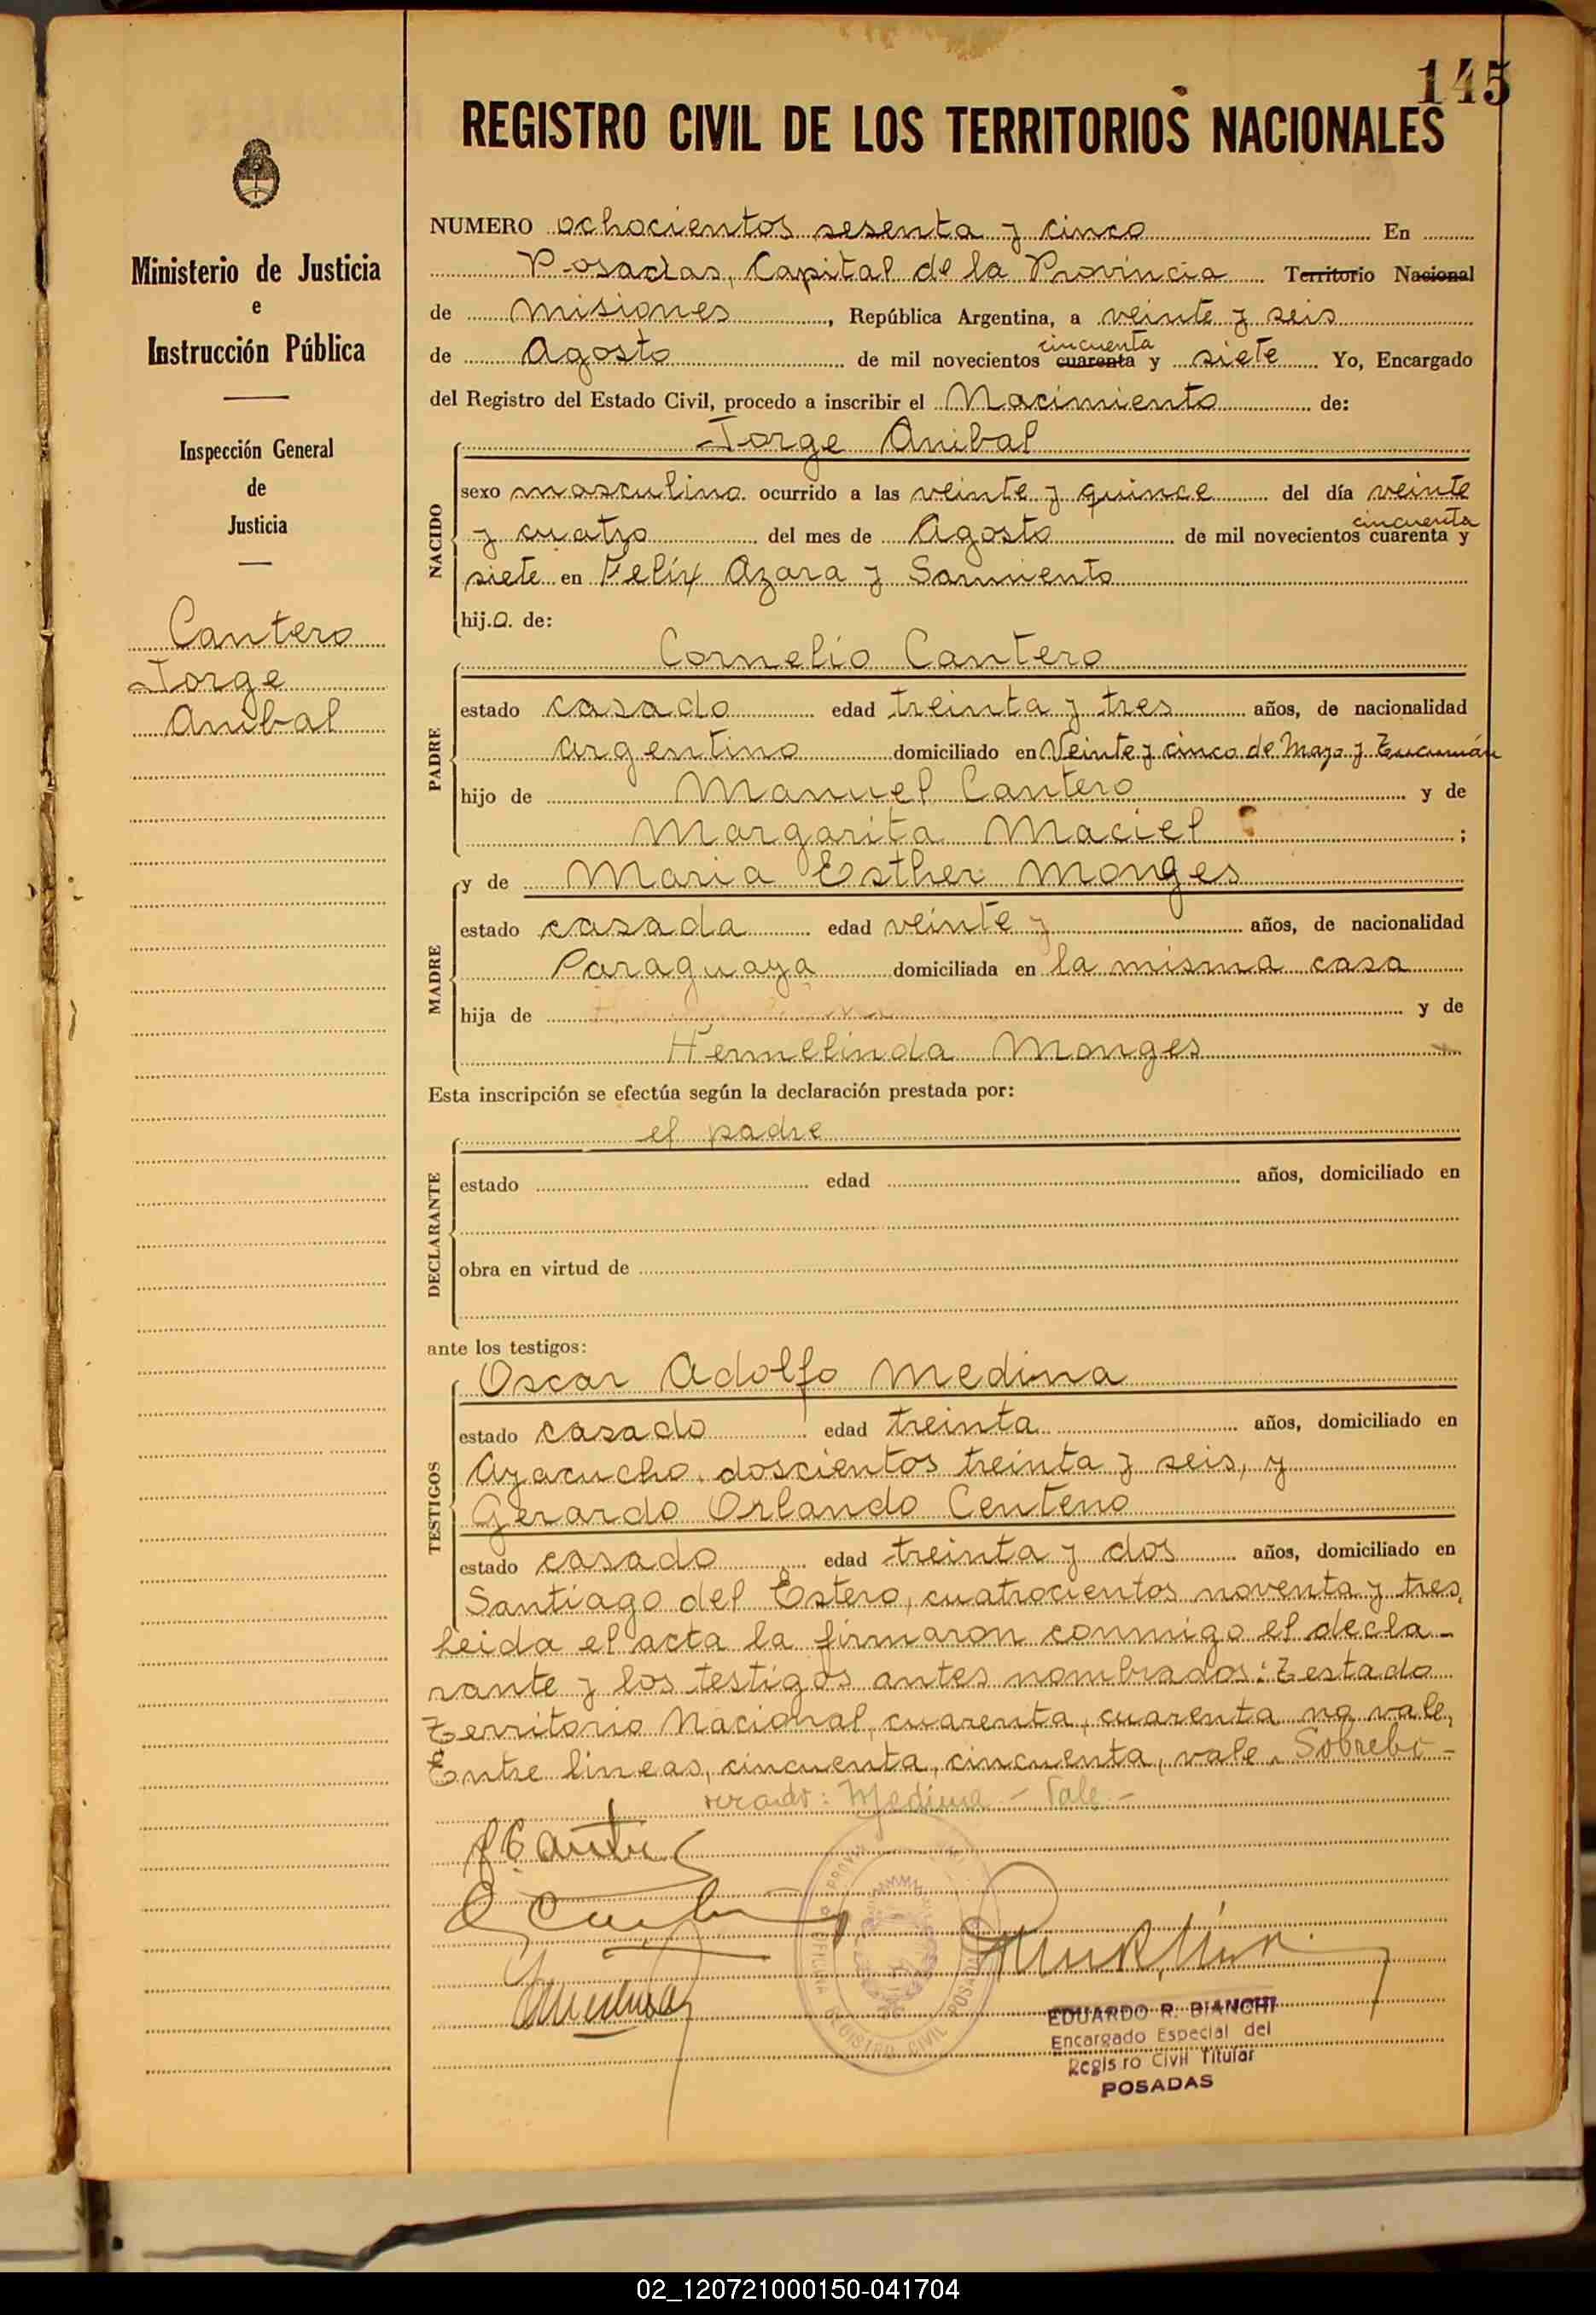 145
REGISTRO CIVIL DE LOS TERRITORIOS NACIONALES
Ministerio de Justicia
e
Instrucción Pública
Inspección General
de
Justicia
Cantero
Jorge
Anibal
NUMERO ochocientos sesenta y cinco En
Posadas, Capital de la Provincia Territorio Nacional
de Misiones, República Argentina, a veinte y seis
de Agosto de mil novecientos cuarenta cincuenta y siete Yo, Encargado
del Registro del Estado Civil, procedo a inscribir el Nacimiento de:
Jorge Anibal
NACIDO
sexo masculino ocurrido a las veinte y quince del día veinte
y cuatro del mes de Agosto de mil novecientos cuarenta cincuenta y
siete en Felíx Azara y Sarmiento
hijo. de:
PADRE
Cornelio Cantero
estado casado edad treinta y tres años, de nacionalidad
argentino domiciliado en Veinte y cinco de Mayo y Tucumán
hijo de Manuel Cantero y de
Margarita Maciel ;
MADRE
y de Maria Esther Monges
estado casada edad veinte y años, de nacionalidad
Paraguaya domiciliada en la misma casa
hija de y de
Hermelinda Monges
Esta inscripción se efectúa según la declaración prestada por:
DECLARANTE
el padre
estado edad años, domiciliado en
obra en virtud de
ante los testigos:
TESTIGOS
Oscar Adolfo Medina
estado casado edad treinta años, domiciliado en
Ayacucho doscientos treinta y seis, y
Gerardo Orlando Centeno
estado casado edad treinta y dos años, domiciliado en
Santiago del Estero, cuatrocientos noventa y tres,
leida el acta la firmaron conmigo el decla-
rante y los testigos antes nombrados: Testado
Territorio Nacional, cuarenta, cuarenta no vale,
Entre lineas, cincuenta, cincuenta, vale. Sobrebo-
rrado: Medina - Vale -
OFICINA REGISTRO CIVIL POSADAS
EDUARDO R. BIANCHI
Encargado Especial del
Regis ro Civil Titular
POSADAS
02_120721000150-041704